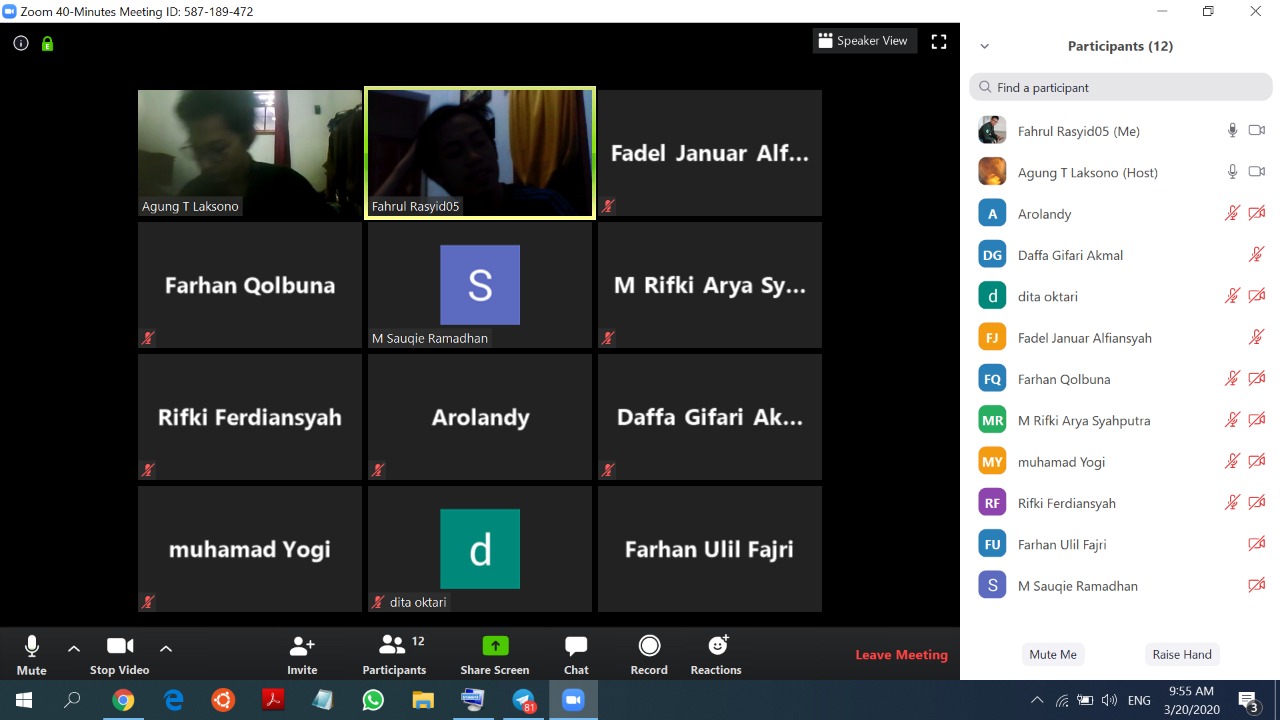 Zoom 40-Minutes Meeting ID: 587-189-472
Speaker View
Agung T Laksono
Fahrul Rasyid05
Fadel Januar Alf...
Farhan Qolbuna
S
M Sauqie Ramadhan
M Rifki Arya Sy...
Rifki Ferdiansyah
Arolandy
Daffa Gifari Ak...
muhamad Yogi
d
dita oktari
Farhan Ulil Fajri
Mute
Stop Video
Invite
12
Participants
Share Screen
Chat
Record
Reactions
Leave Meeting
Participants (12)
Find a participant
Fahrul Rasyid05 (Me)
Agung T Laksono (Host)
A Arolandy
DG Daffa Gifari Akmal
d dita oktari
FJ Fadel Januar Alfiansyah
FQ Farhan Qolbuna
MR M Rifki Arya Syahputra
MY muhamad Yogi
RF Rifki Ferdiansyah
FU Farhan Ulil Fajri
S M Sauqie Ramadhan
Mute Me Raise Hand
81
ENG
9:55 AM
3/20/2020
3